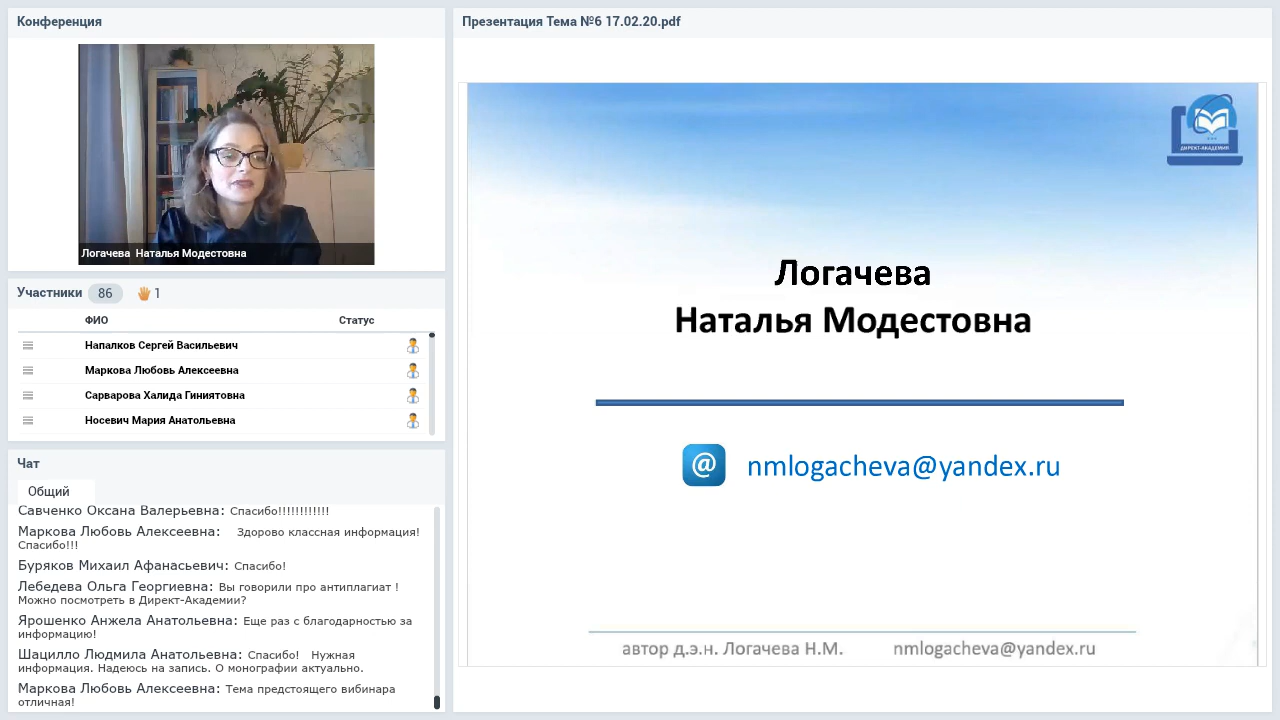 Конференция
Логачева  Наталья Модестовна
Участники 86 1
ФИО Статус
Напалков Сергей Васильевич
Маркова Любовь Алексеевна
Сарварова Халида Гиниятовна
Носевич Мария Анатольевна
Чат
Общий
Савченко Оксана Валерьевна: Спасибо!!!!!!!!!!!!
Маркова Любовь Алексеевна: Здорово классная информация!
Спасибо!!!
Буряков Михаил Афанасьевич: Спасибо!
Лебедева Ольга Георгиевна: Вы говорили про антиплагиат !
Можно посмотреть в Директ-Академии?
Ярошенко Анжела Анатольевна: Еще раз с благодарностью за
информацию!
Шацилло Людмила Анатольевна: Спасибо! Нужная
информация. Надеюсь на запись. О монографии актуально.
Маркова Любовь Алексеевна: Тема предстоящего вибинара
отличная!
Презентация Тема №6 17.02.20.pdf
ДИРЕКТ-АКАДЕМИЯ
Логачева
Наталья Модестовна
@ nmlogacheva@yandex.ru
автор д.э.н. Логачева Н.М. nmlogacheva@yandex.ru